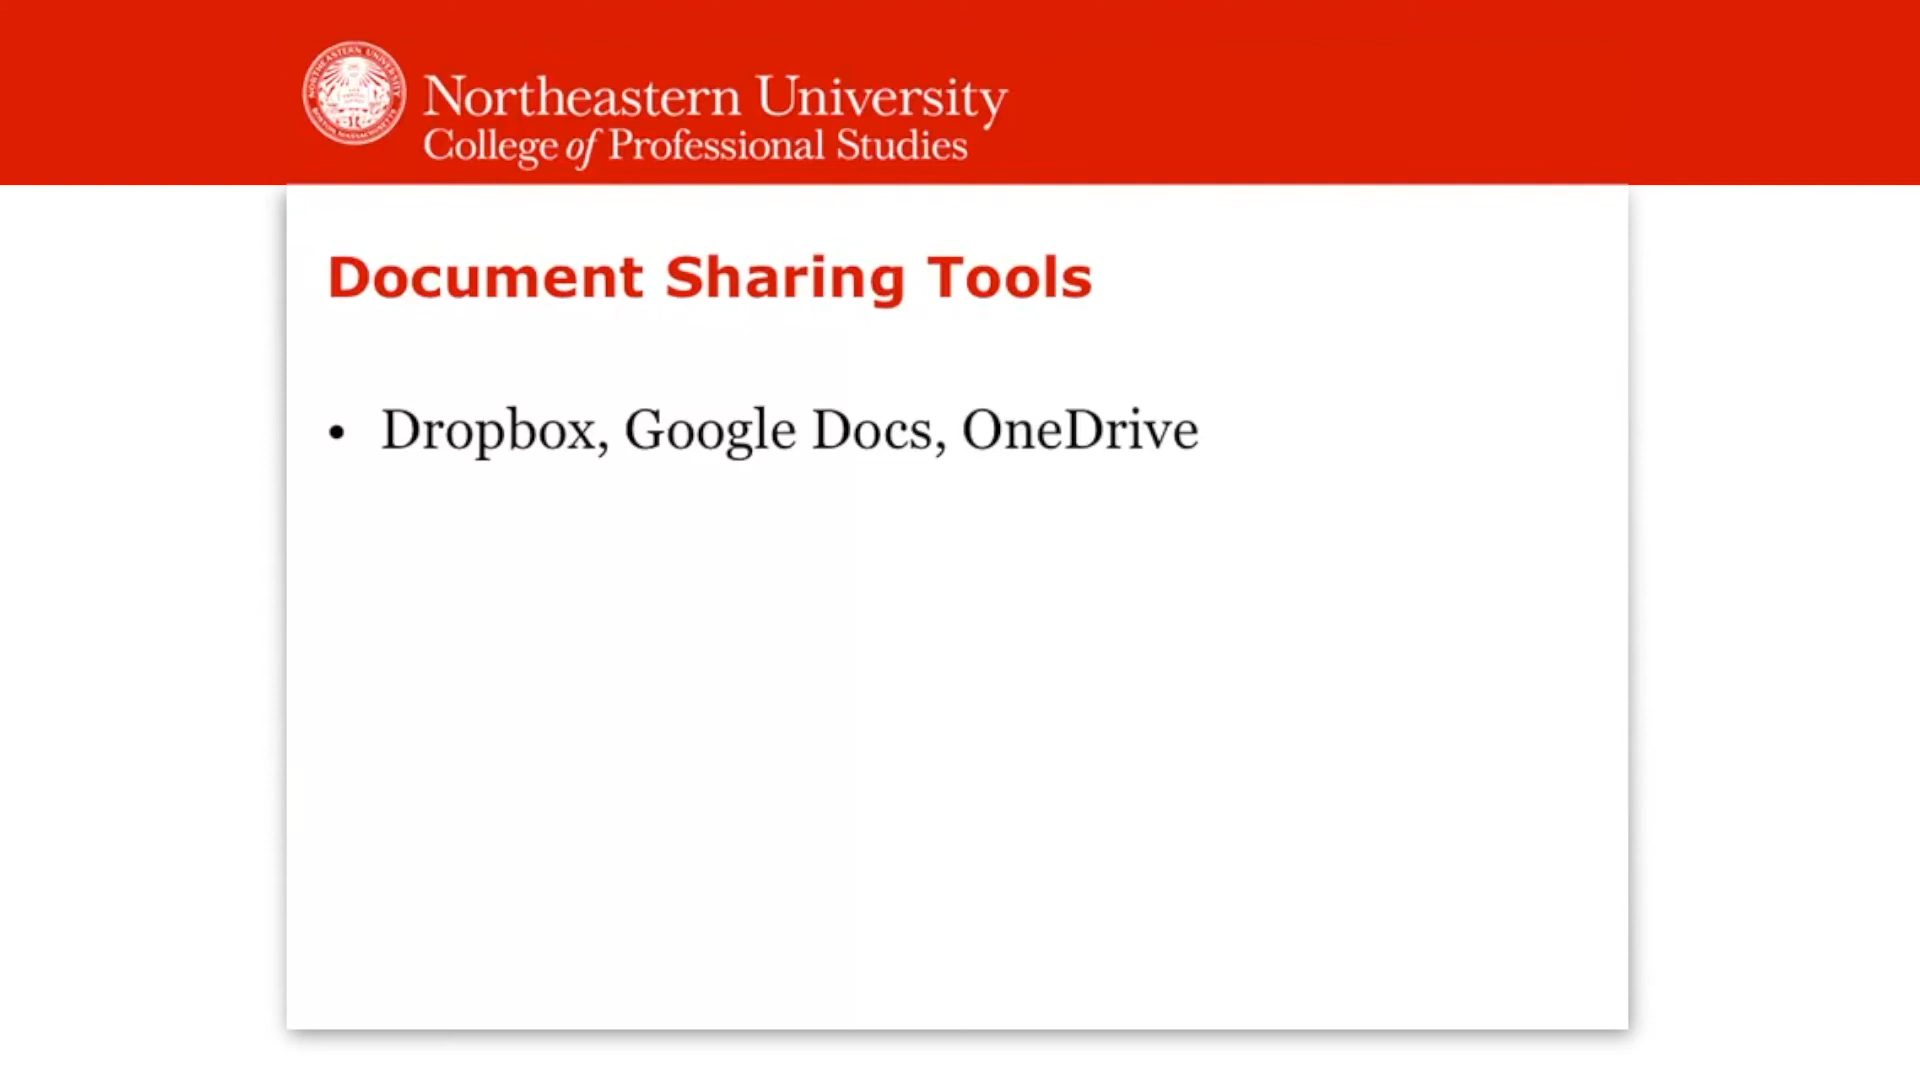 Northeastern University
College of Professional Studies
Document Sharing Tools
• Dropbox, Google Docs, OneDrive